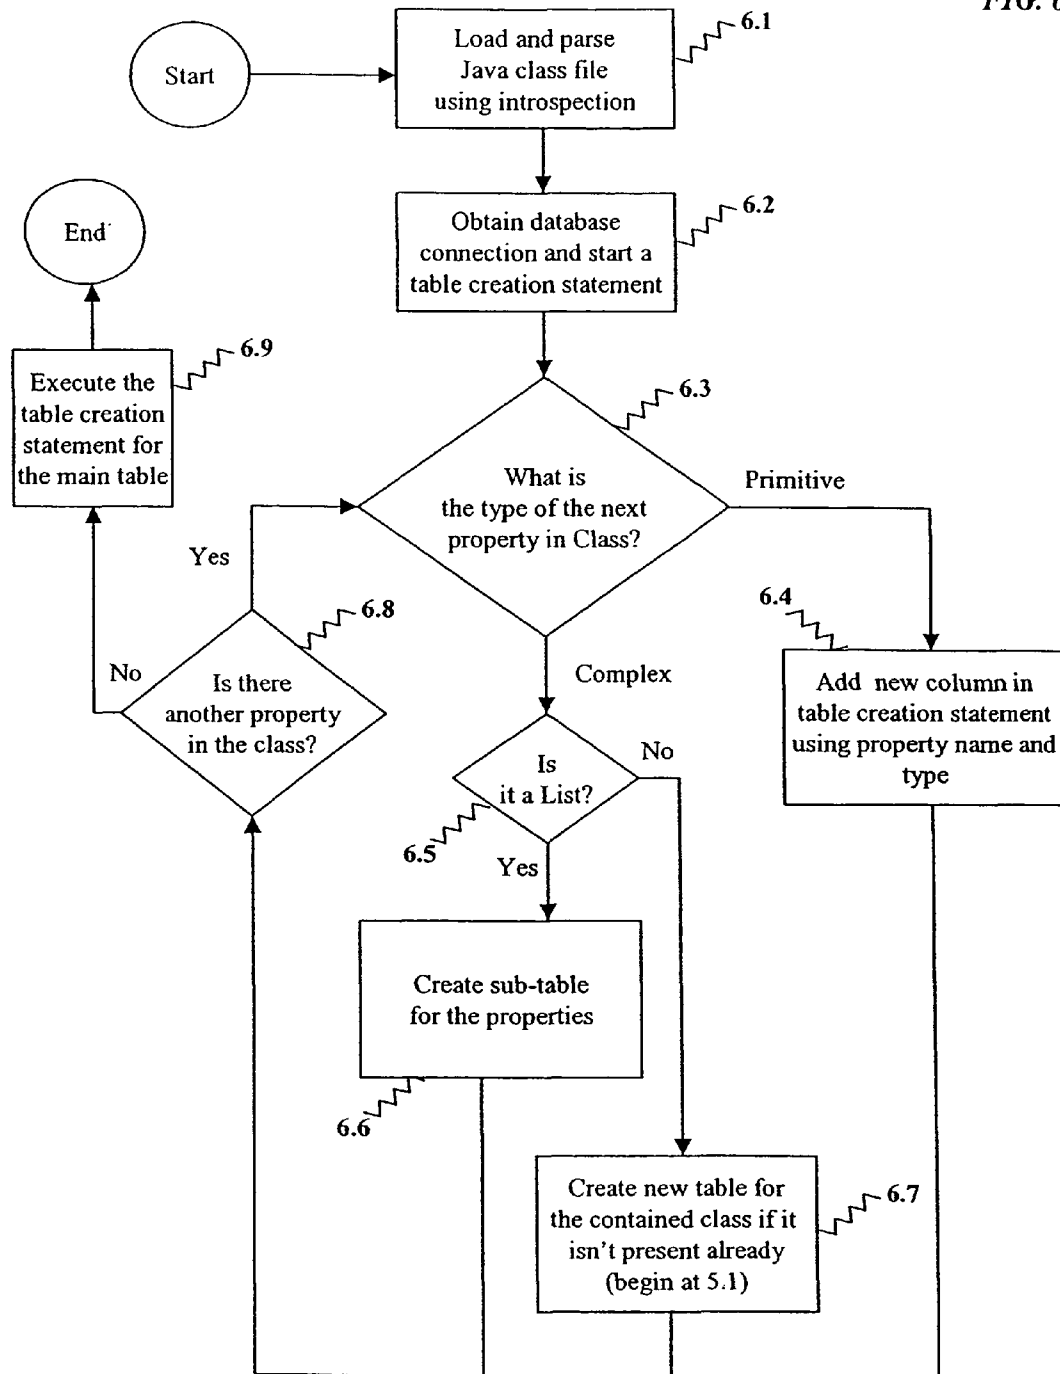 FIG. 6
Start
Load and parse
Java class file
using introspection
6.1
Obtain database
connection and start a
table creation statement
6.2
End
Execute the
table creation
statement for
the main table
6.9
What is
the type of the next
property in Class?
6.3
Primitive
Yes
6.8
Is there
another property
in the class?
No
Complex
6.4
Add new column in
table creation statement
using property name and
type
Is
it a List?
No
6.5
Yes
Create sub-table
for the properties
6.6
Create new table for
the contained class if it
isn't present already
(begin at 5.1)
6.7